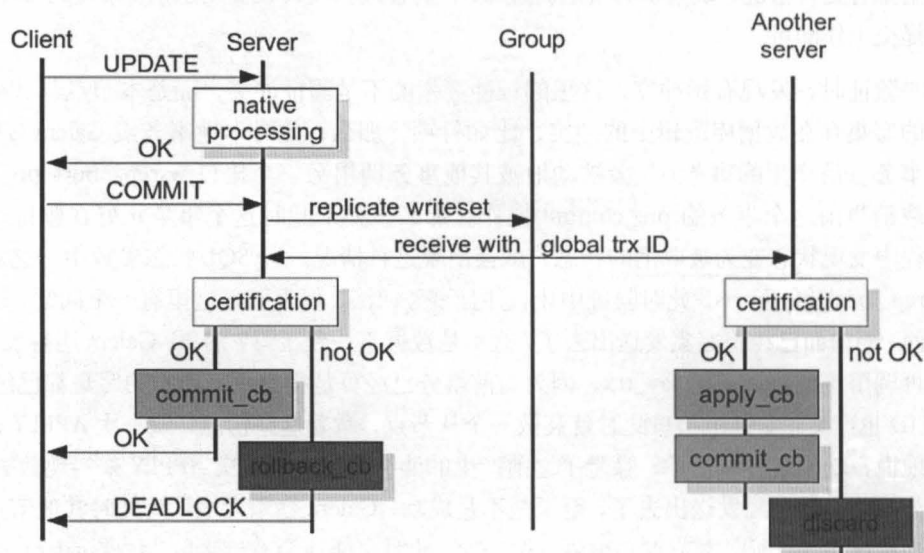 Client
Server
Group
Another
server
UPDATE
native
processing
OK
COMMIT
replicate writeset
receive with global trx ID
certification
certification
OK
not OK
OK
not OK
commit_cb
apply_cb
OK
rollback_cb
commit_cb
DEADLOCK
discard